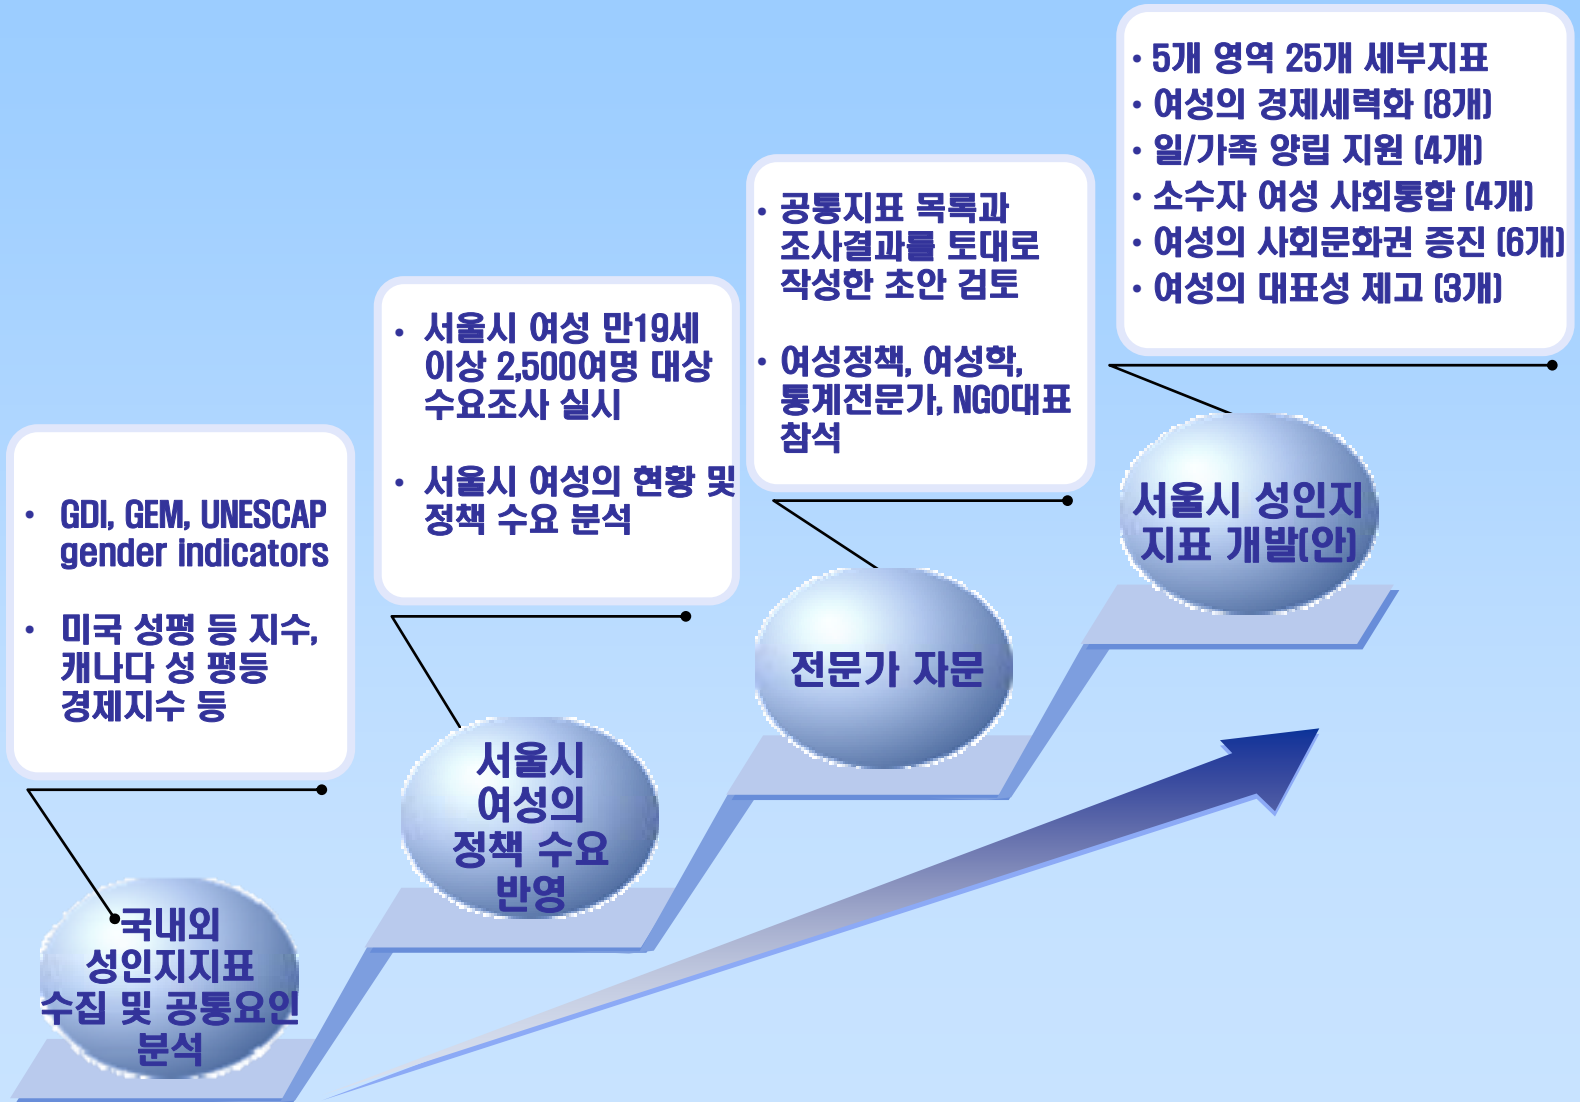 • GDI, GEM, UNESCAP
gender indicators
• 미국 성평 등 지수,
캐나다 성 평등
경제지수 등
국내외
성인지지표
수집 및 공통요인
분석
• 서울시 여성 만19세
이상 2,500여명 대상
수요조사 실시
• 서울시 여성의 현황 및
정책 수요 분석
서울시
여성의
정책 수요
반영
• 공통지표 목록과
조사결과를 토대로
작성한 초안 검토
• 여성정책, 여성학,
통계전문가, NGO대표
참석
전문가 자문
• 5개 영역 25개 세부지표
• 여성의 경제세력화 (8개)
• 일/가족 양립 지원 (4개)
• 소수자 여성 사회통합 (4개)
• 여성의 사회문화권 증진 (6개)
• 여성의 대표성 제고 (3개)
서울시 성인지
지표 개발(안)